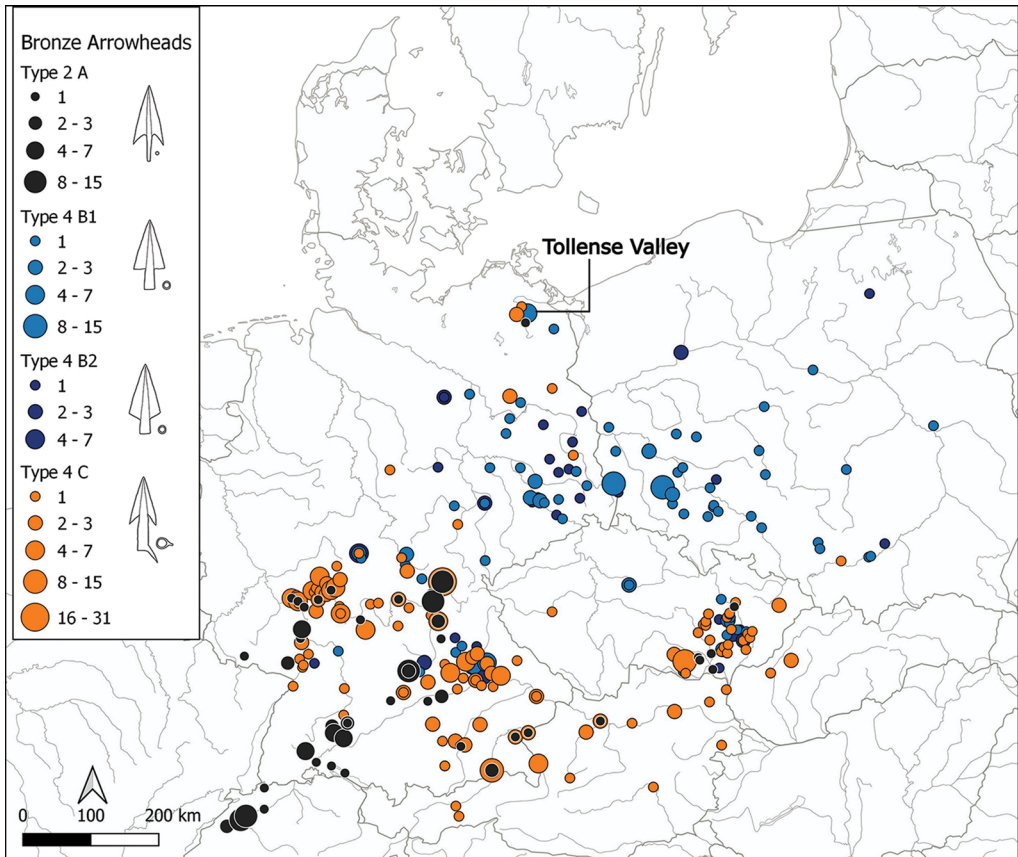 Bronze Arrowheads
Type 2 A
1
2 - 3
4 - 7
8 - 15
Type 4 B1
1
2 - 3
4 - 7
8 - 15
Type 4 B2
1
2 - 3
4 - 7
Type 4 C
1
2 - 3
4 - 7
8 - 15
16 - 31
Tollense Valley
0 100 200 km